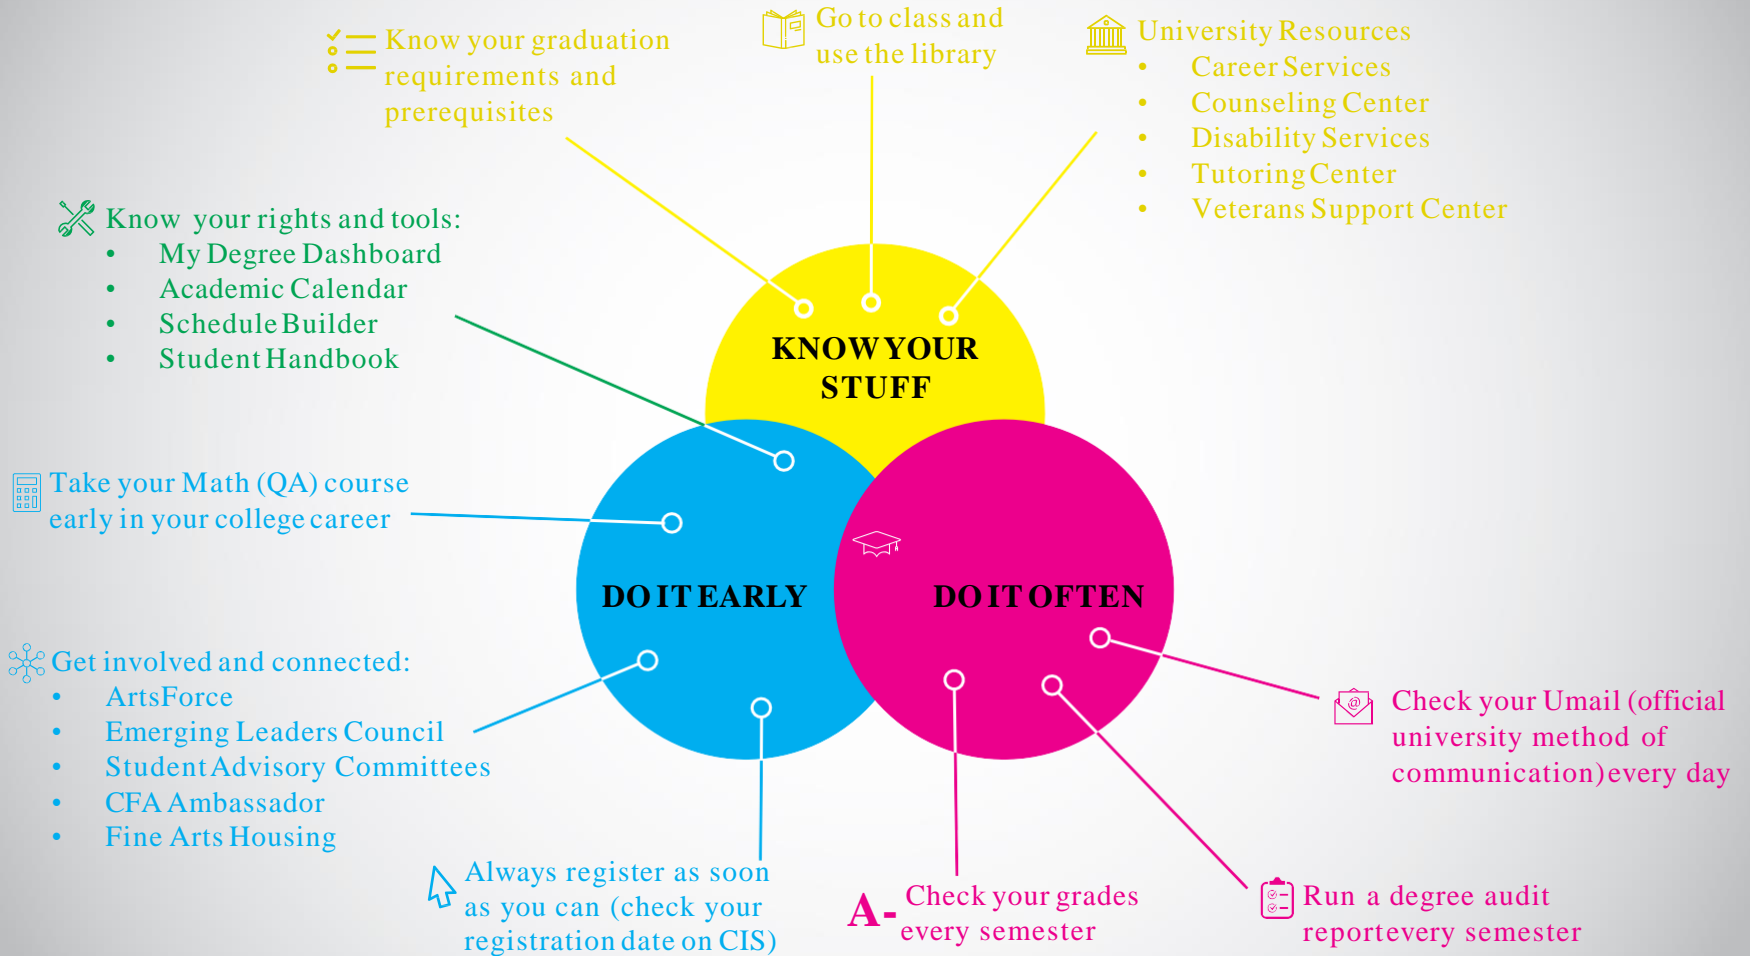 Know your graduation
requirements and
prerequisites
Go to class and
use the library
University Resources
• Career Services
• Counseling Center
• Disability Services
• Tutoring Center
• Veterans Support Center
Know your rights and tools:
• My Degree Dashboard
• Academic Calendar
• Schedule Builder
• Student Handbook
KNOW YOUR
STUFF
Take your Math (QA) course
early in your college career
DO IT EARLY
DO IT OFTEN
Get involved and connected:
• ArtsForce
• Emerging Leaders Council
• Student Advisory Committees
• CFA Ambassador
• Fine Arts Housing
Check your Umail (official
university method of
communication) every day
Always register as soon
as you can (check your
registration date on CIS)
A-
Check your grades
every semester
Run a degree audit
report every semester